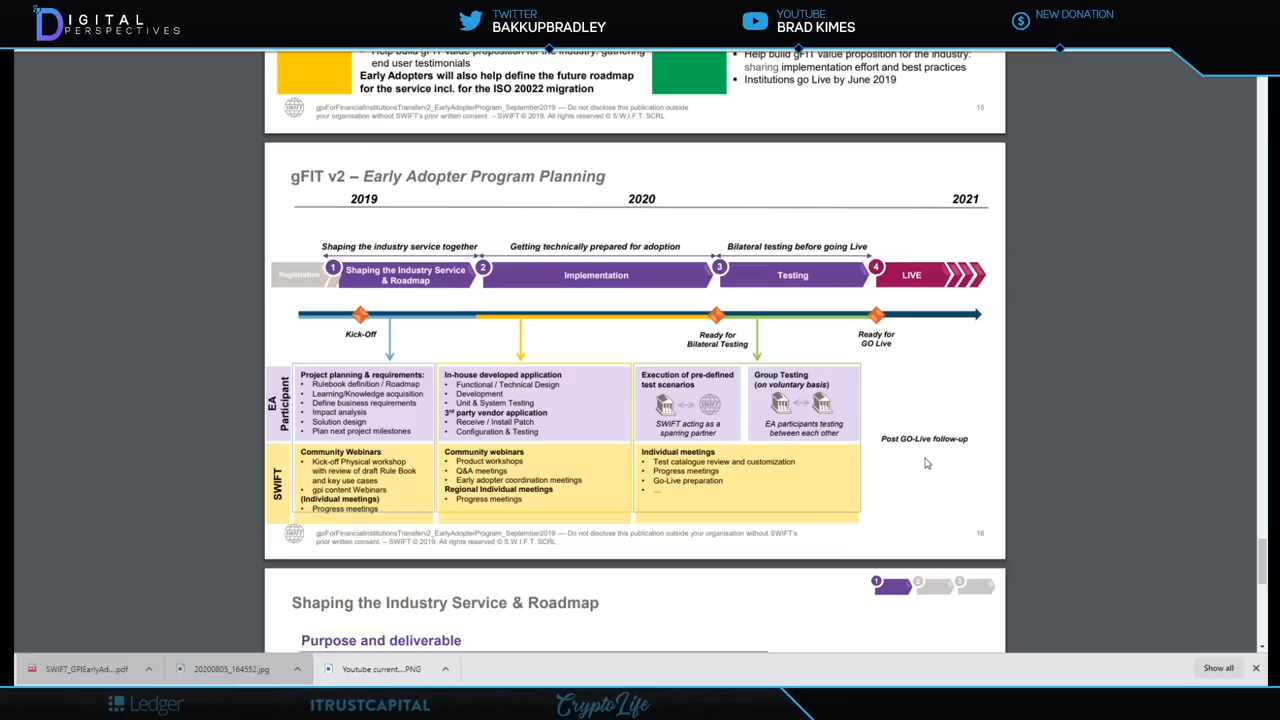 DIGITAL
PERSPECTIVES
TWITTER
BAKKUPBRADLEY
YOUTUBE
BRAD KIMES
NEW DONATION
Help build gFIT value proposition for the industry: gathering
end user testimonials
Early Adopters will also help define the future roadmap
for the service incl. for the ISO 20022 migration
Help build gFIT value proposition for the industry:
sharing implementation effort and best practices
• Institutions go Live by June 2019
gpiForFinancialInstitutionsTransferv2_EarlyAdopterProgram_September2019 — Do not disclose this publication outside
your organisation without SWIFT's prior written consent. – SWIFT © 2019. All rights reserved © S.W.I.F.T. SCRL
15
gFIT v2 – Early Adopter Program Planning
2019
2020
2021
Shaping the industry service together
Getting technically prepared for adoption
Bilateral testing before going Live
Registration
1
Shaping the Industry Service
& Roadmap
2
Implementation
3
Testing
4
LIVE
Kick-Off
Ready for
Bilateral Testing
Ready for
GO Live
EA
Participant
Project planning & requirements:
• Rulebook definition / Roadmap
• Learning/Knowledge acquisition
• Define business requirements
• Impact analysis
• Solution design
• Plan next project milestones
In-house developed application
• Functional / Technical Design
• Development
• Unit & System Testing
3rd party vendor application
• Receive / Install Patch
• Configuration & Testing
Execution of pre-defined
test scenarios
SWIFT acting as a
sparring partner
Group Testing
(on voluntary basis)
EA participants testing
between each other
Post GO-Live follow-up
SWIFT
Community Webinars
• Kick-off Physical workshop
with review of draft Rule Book
and key use cases
• gpi content Webinars
(Individual meetings)
• Progress meetings
Community webinars
• Product workshops
• Q&A meetings
• Early adopter coordination meetings
Regional Individual meetings
• Progress meetings
Individual meetings
• Test catalogue review and customization
• Progress meetings
• Go-Live preparation
• ...
gpiForFinancialInstitutionsTransferv2_EarlyAdopterProgram_September2019 — Do not disclose this publication outside your organisation without SWIFT's
prior written consent. – SWIFT © 2019. All rights reserved © S.W.I.F.T. SCRL
16
1
2
3
Shaping the Industry Service & Roadmap
Purpose and deliverable
SWIFT_GPIEarlyAd....pdf
20200805_164552.jpg
Youtube current....PNG
Show all
Ledger
ITRUSTCAPITAL
CryptoLife